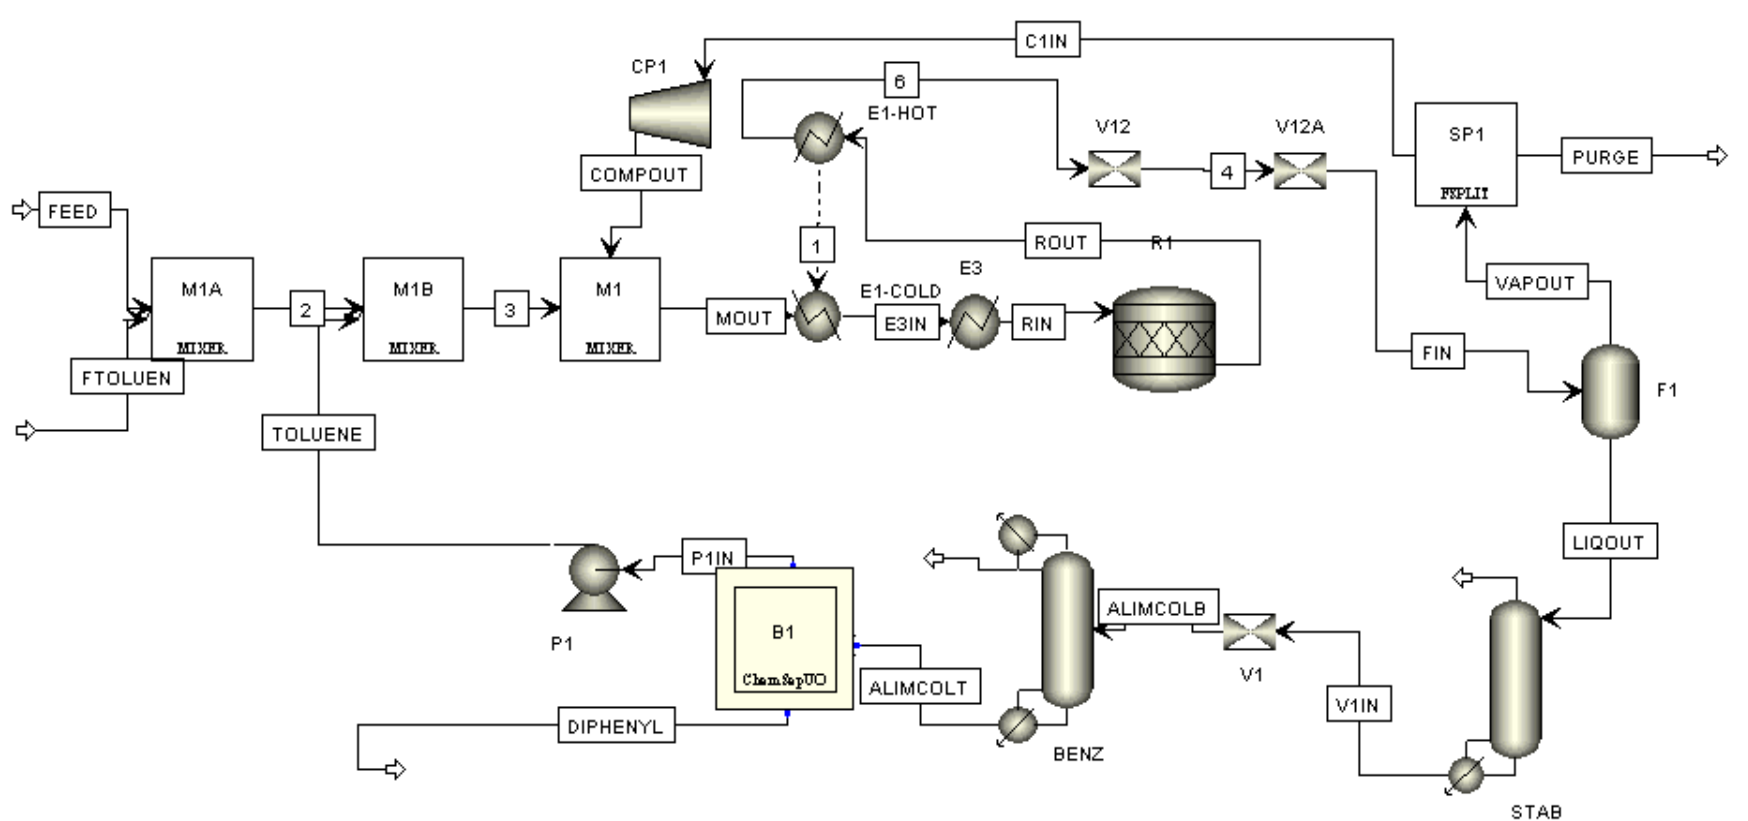 C1IN
CP1
6
E1-HOT
V12
V12A
SP1
FSPLIT
PURGE
COMPOUT
4
FEED
1
ROUT
R1
E3
VAPOUT
M1A
MIXER
2
M1B
MIXER
3
M1
MIXER
MOUT
E1-COLD
E3IN
RIN
FTOLUEN
FIN
F1
TOLUENE
LIQOUT
P1IN
P1
B1
ChemSepUO
ALIMCOLT
ALIMCOLB
V1
V1IN
DIPHENYL
BENZ
STAB